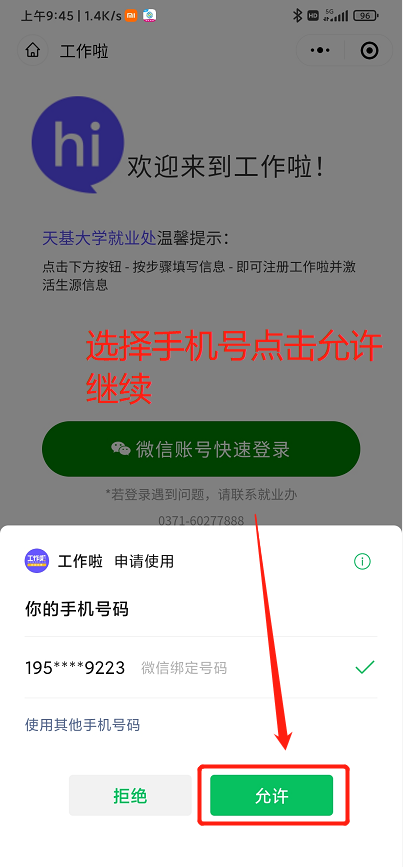 上午9:45 | 1.4K/s
HD 5G 96
工作啦
hi
欢迎来到工作啦！
天基大学就业处温馨提示：
点击下方按钮 - 按步骤填写信息 - 即可注册工作啦并激
活生源信息
选择手机号点击允许
继续
微信账号快速登录
*若登录遇到问题，请联系就业办
0371-60277888
工作啦 申请使用
你的手机号码
195****9223 微信绑定号码
使用其他手机号码
拒绝 允许